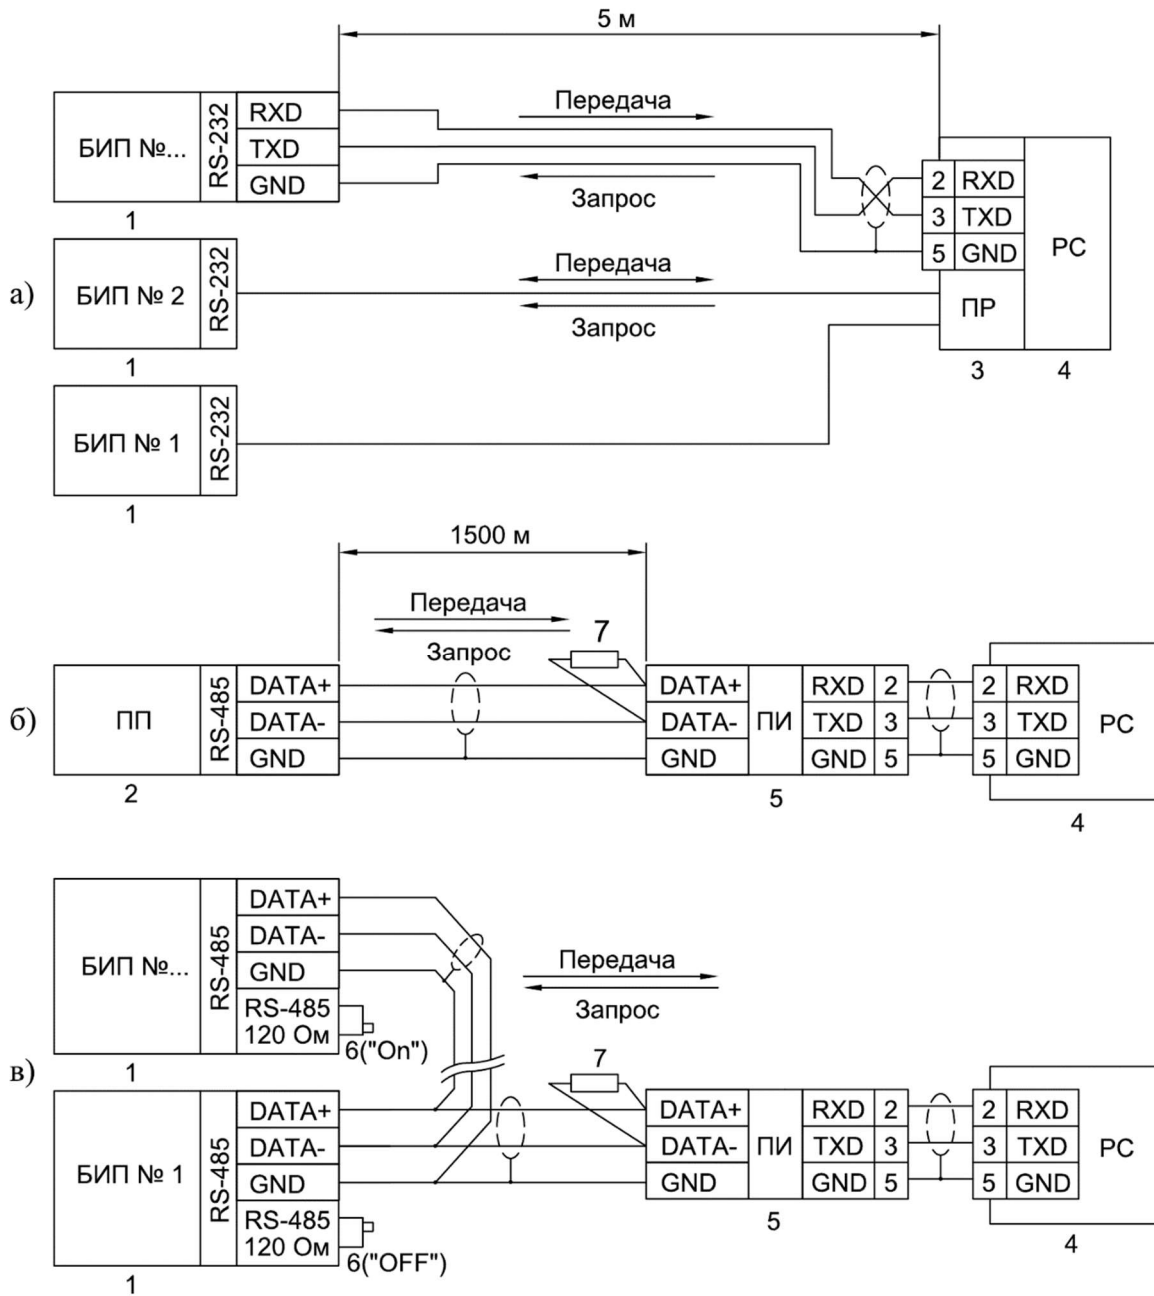 5 м
БИП №...
RS-232
RXD
TXD
GND
1
Передача
Запрос
2 RXD
3 TXD
5 GND
PC
ПР
3
4
а)
БИП № 2
RS-232
1
Передача
Запрос
БИП № 1
RS-232
1
1500 м
Передача
Запрос
7
б)
ПП
RS-485
DATA+
DATA-
GND
2
DATA+
DATA-
GND
ПИ
RXD 2
TXD 3
GND 5
5
2 RXD
3 TXD
5 GND
PC
4
в)
БИП №...
RS-485
DATA+
DATA-
GND
RS-485
120 Ом
6("On")
1
Передача
Запрос
7
БИП № 1
RS-485
DATA+
DATA-
GND
RS-485
120 Ом
6("OFF")
1
DATA+
DATA-
GND
ПИ
RXD 2
TXD 3
GND 5
5
2 RXD
3 TXD
5 GND
PC
4